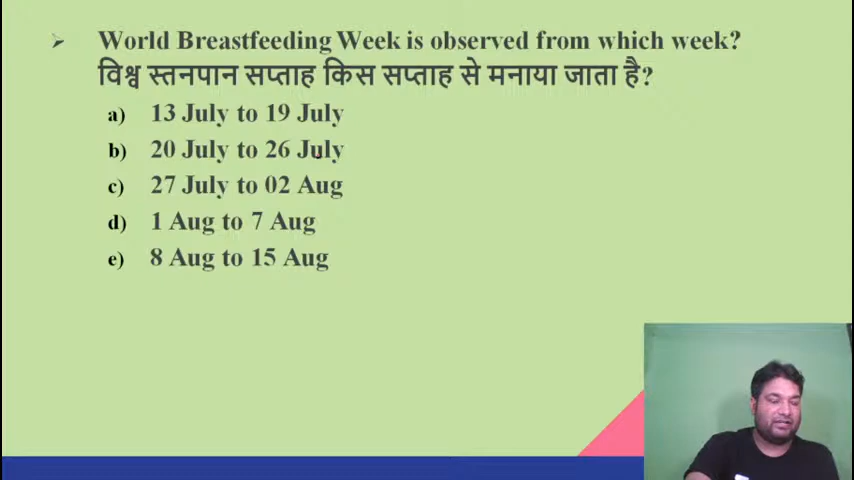 ➢ World Breastfeeding Week is observed from which week?
विश्व स्तनपान सप्ताह किस सप्ताह से मनाया जाता है?
a) 13 July to 19 July
b) 20 July to 26 July
c) 27 July to 02 Aug
d) 1 Aug to 7 Aug
e) 8 Aug to 15 Aug